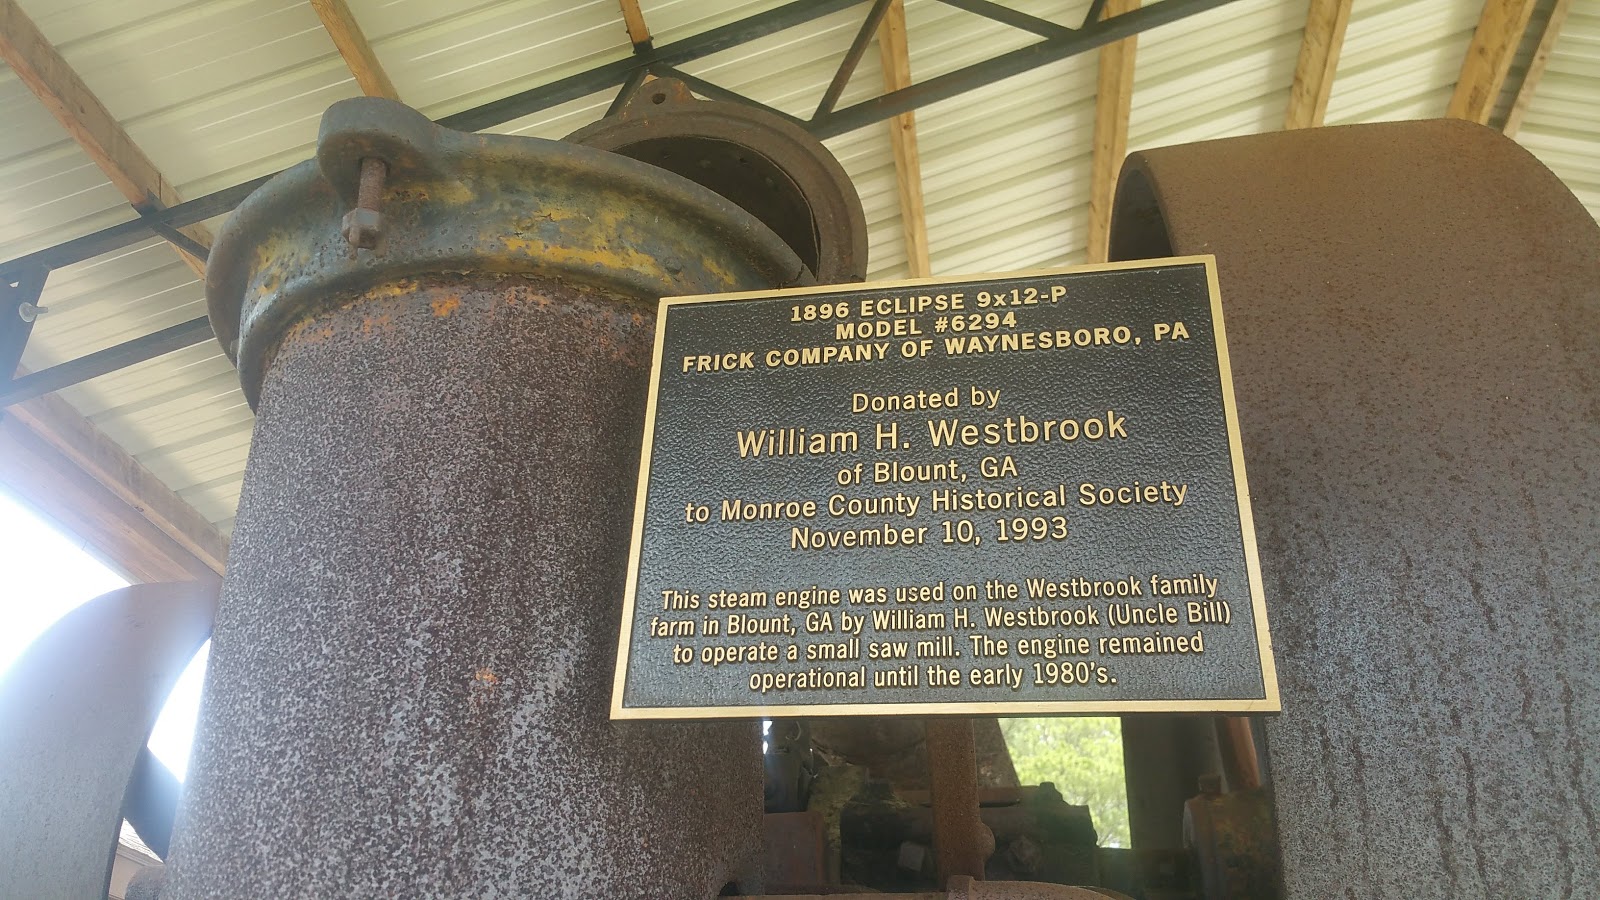 1896 ECLIPSE 9x12-P
MODEL #6294
FRICK COMPANY OF WAYNESBORO, PA
Donated by
William H. Westbrook
of Blount, GA
to Monroe County Historical Society
November 10, 1993
This steam engine was used on the Westbrook family
farm in Blount, GA by William H. Westbrook (Uncle Bill)
to operate a small saw mill. The engine remained
operational until the early 1980's.